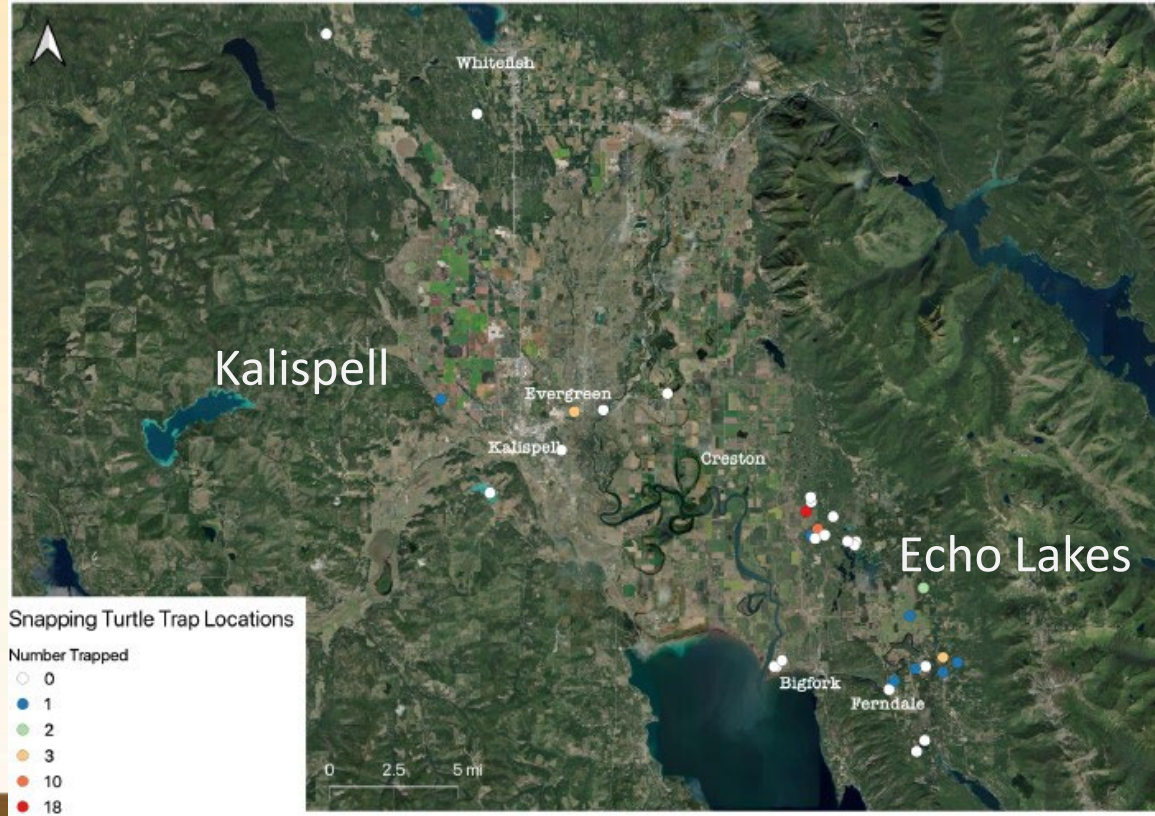 Whitefish
Kalispell
Evergreen
Kalispell
Creston
Echo Lakes
Bigfork
Ferndale
0 2.5 5 mi
Snapping Turtle Trap Locations
Number Trapped
0
1
2
3
10
18